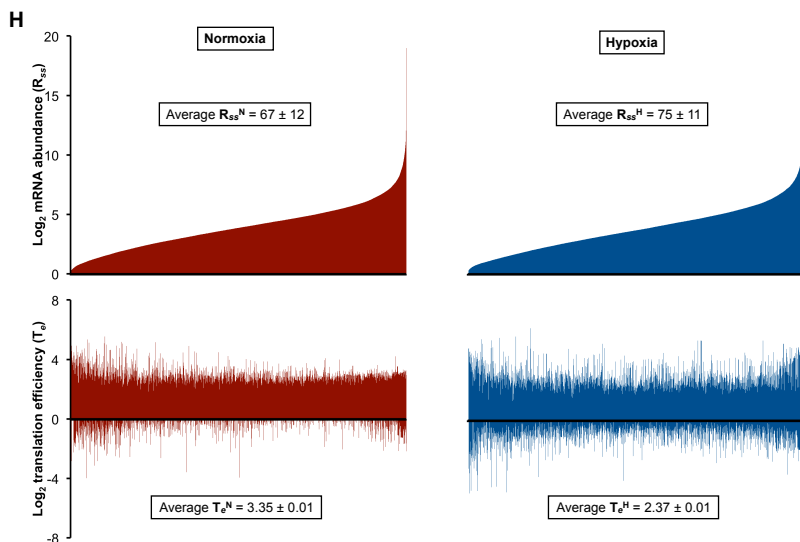 H
Normoxia
Hypoxia
Log2 mRNA abundance (Rss)
20
15
10
5
0
Average RssN = 67 ± 12
Average RssH = 75 ± 11
Log2 translation efficiency (Te)
8
4
0
-4
-8
Average TeN = 3.35 ± 0.01
Average TeH = 2.37 ± 0.01